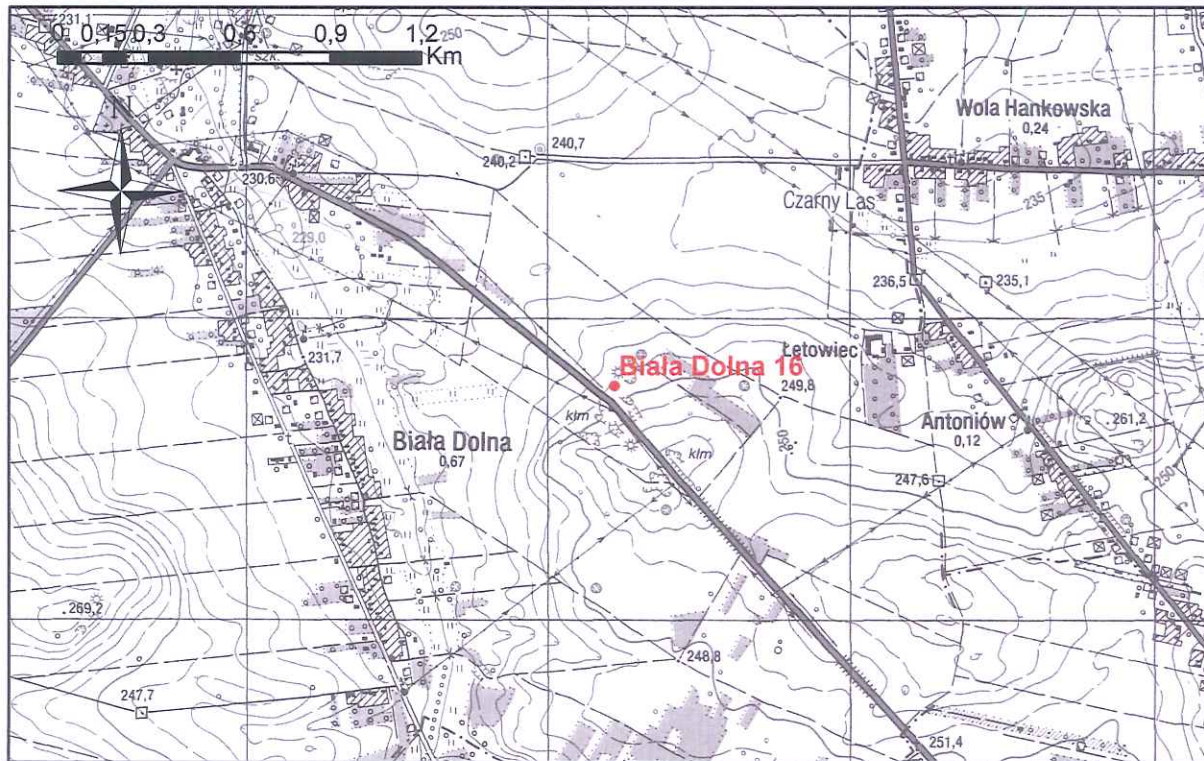 231,1
0 0,15 0,3 0,6 0,9 1,2
Km
szk.
250
N
Wola Hankowska
0,24
240,7
240,2
230,6
Czarny Las
235
229,0
236,5
235,1
231,7
Łętowiec
Biała Dolna 16
249,8
klm
Antoniów
0,12
261,2
Biała Dolna
0,67
klm
250
247,6
250
269,2
248,8
247,7
251,4